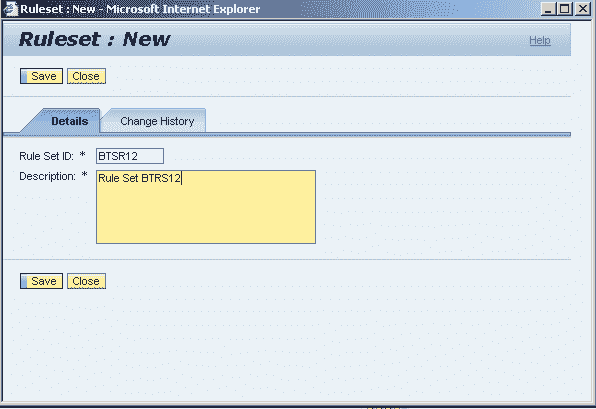 Ruleset : New - Microsoft Internet Explorer
Ruleset : New
Help
Save Close
Details Change History
Rule Set ID: * BTSR12
Description: * Rule Set BTRS12
Save Close